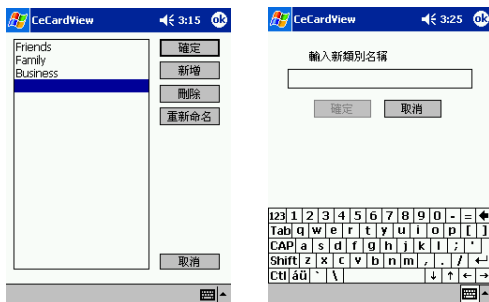 CeCardView 3:15 ok
Friends
Family
Business
確定
新增
刪除
重新命名
取消
CeCardView 3:25 ok
輸入新類別名稱
確定 取消
123 1 2 3 4 5 6 7 8 9 0 - =
Tab q w e r t y u i o p [ ]
CAP a s d f g h j k l ; '
Shift z x c v b n m , . /
Ctl áü ` \